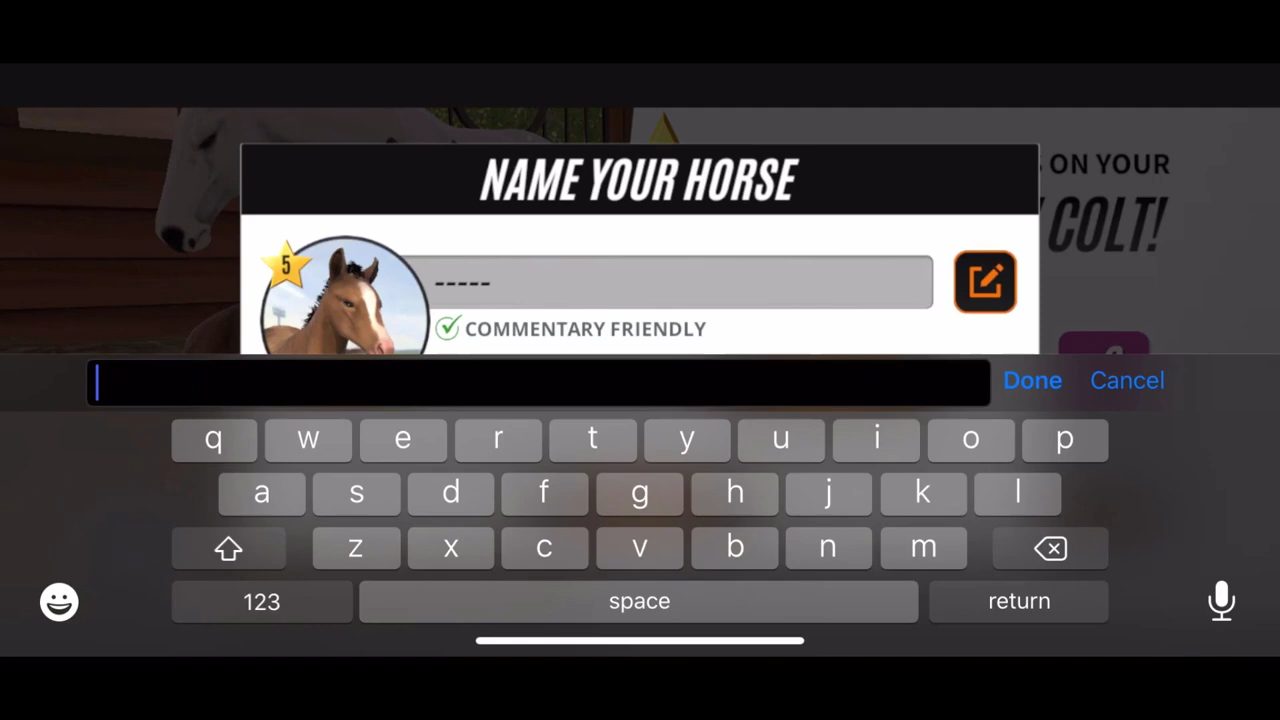 ON YOUR
COLT!
NAME YOUR HORSE
5
-----
COMMENTARY FRIENDLY
Done Cancel
q w e r t y u i o p
a s d f g h j k l
z x c v b n m
123 space return